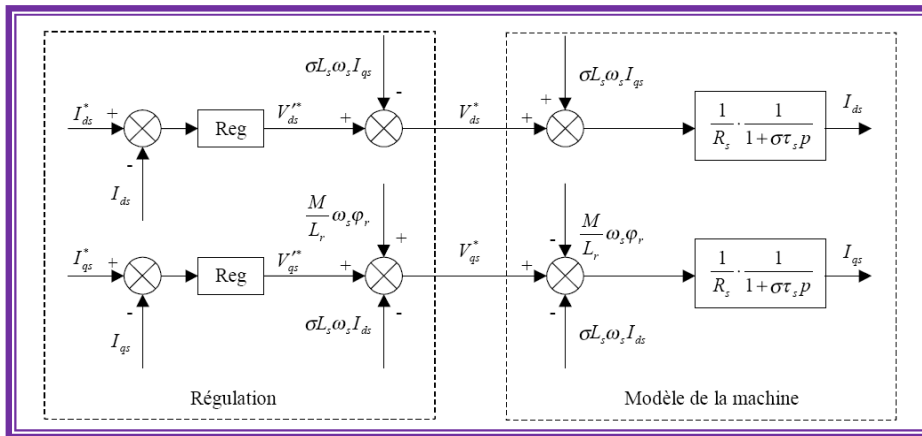 σL_sω_sI_qs
-
σL_sω_sI_qs
+
I*_ds
+
-
Reg
V′*_ds
+
V*_ds
+
1/R_s · 1/(1+στ_sp)
I_ds
I_ds
M/L_r ω_sφ_r
+
M/L_r ω_sφ_r
-
I*_qs
+
-
Reg
V′*_qs
+
V*_qs
+
1/R_s · 1/(1+στ_sp)
I_qs
I_qs
σL_sω_sI_ds
-
σL_sω_sI_ds
-
Régulation
Modèle de la machine